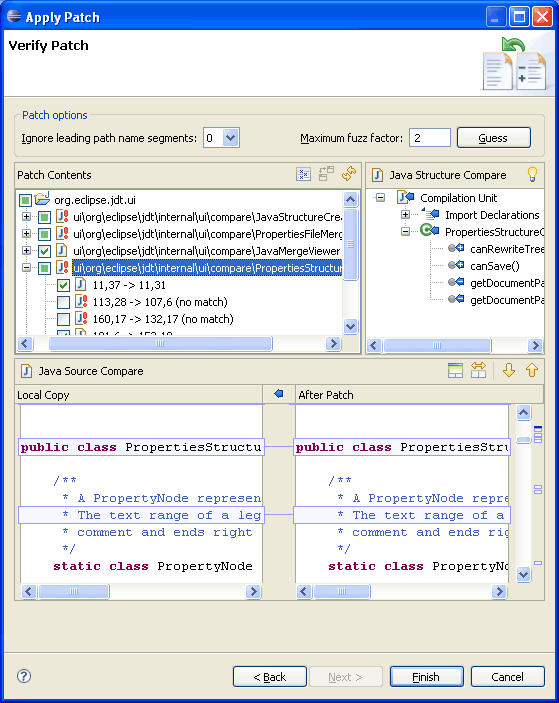 Apply Patch
Verify Patch
Patch options
Ignore leading path name segments: 0
Maximum fuzz factor: 2
Guess
Patch Contents
org.eclipse.jdt.ui
ui\org\eclipse\jdt\internal\ui\compare\JavaStructureCrea
ui\org\eclipse\jdt\internal\ui\compare\PropertiesFileMerg
ui\org\eclipse\jdt\internal\ui\compare\JavaMergeViewer
ui\org\eclipse\jdt\internal\ui\compare\PropertiesStructur
11,37 -> 11,31
113,28 -> 107,6 (no match)
160,17 -> 132,17 (no match)
Java Structure Compare
Compilation Unit
Import Declarations
PropertiesStructureC
canRewriteTree
canSave()
getDocumentPa
getDocumentPa
Java Source Compare
Local Copy
After Patch
public class PropertiesStructu
/**
* A PropertyNode represen
* The text range of a leg
* comment and ends right
*/
static class PropertyNode
public class PropertiesStru
/**
* A PropertyNode repre
* The text range of a
* comment and ends rig
*/
static class PropertyNo
?
< Back
Next >
Finish
Cancel